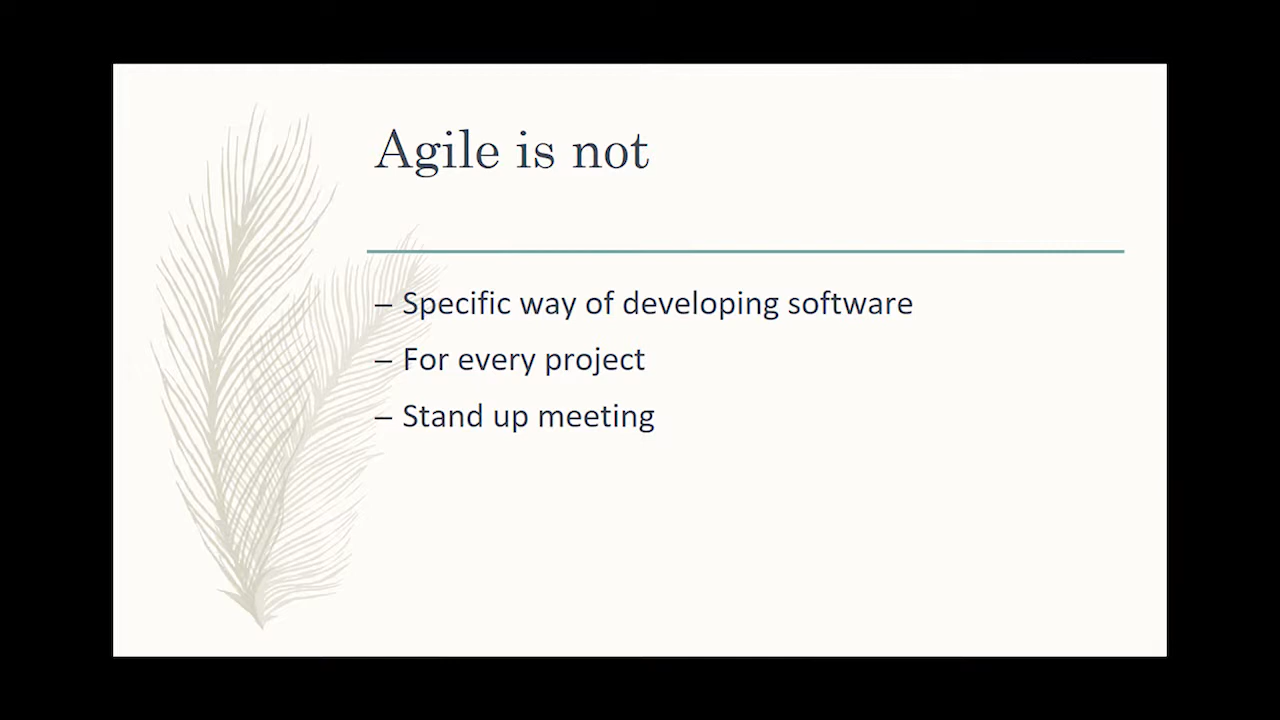 Agile is not
– Specific way of developing software
– For every project
– Stand up meeting